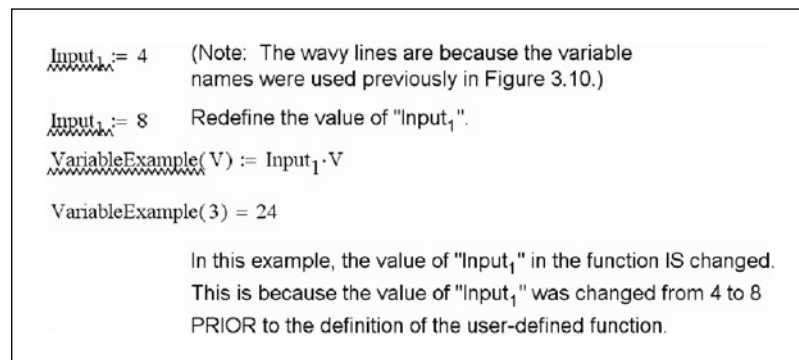 Input₁ := 4 (Note: The wavy lines are because the variable
names were used previously in Figure 3.10.)
Input₁ := 8 Redefine the value of "Input₁".
VariableExample(V) := Input₁·V
VariableExample(3) = 24
In this example, the value of "Input₁" in the function IS changed.
This is because the value of "Input₁" was changed from 4 to 8
PRIOR to the definition of the user-defined function.